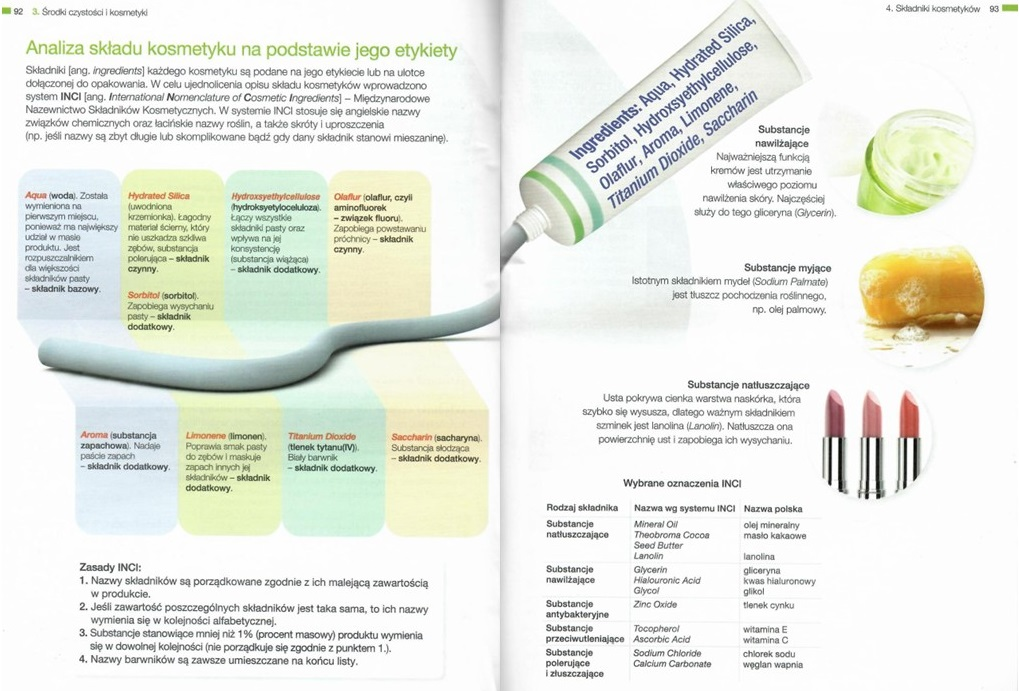 92 3. Środki czystości i kosmetyki
Analiza składu kosmetyku na podstawie jego etykiety
Składniki [ang. ingredients] każdego kosmetyku są podane na jego etykiecie lub na ulotce
dołączonej do opakowania. W celu ujednolicenia opisu składu kosmetyków wprowadzono
system INCI [ang. International Nomenclature of Cosmetic Ingredients] – Międzynarodowe
Nazewnictwo Składników Kosmetycznych. W systemie INCI stosuje się angielskie nazwy
związków chemicznych oraz łacińskie nazwy roślin, a także skróty i uproszczenia
(np. jeśli nazwy są zbyt długie lub skomplikowane bądź gdy dany składnik stanowi mieszaninę).
Aqua (woda). Została
wymieniona na
pierwszym miejscu,
ponieważ ma największy
udział w masie
produktu. Jest
rozpuszczalnikiem
dla większości
składników pasty
– składnik bazowy.
Hydrated Silica
(uwodniona
krzemionka). Łagodny
materiał ścierny, który
nie uszkadza szkliwa
zębów, substancja
polerująca – składnik
czynny.
Sorbitol (sorbitol).
Zapobiega wysychaniu
pasty – składnik
dodatkowy.
Hydroxsyethylcellulose
(hydroksyetyloceluloza).
Łączy wszystkie
składniki pasty oraz
wpływa na jej
konsystencję
(substancja wiążąca)
– składnik dodatkowy.
Olaflur (olaflur, czyli
aminofluorek
– związek fluoru).
Zapobiega powstawaniu
próchnicy – składnik
czynny.
Aroma (substancja
zapachowa). Nadaje
paście zapach
– składnik dodatkowy.
Limonene (limonen).
Poprawia smak pasty
do zębów i maskuje
zapach innych jej
składników – składnik
dodatkowy.
Titanium Dioxide
(tlenek tytanu(IV)).
Biały barwnik
– składnik dodatkowy.
Saccharin (sacharyna).
Substancja słodząca
– składnik dodatkowy.
Zasady INCI:
1. Nazwy składników są porządkowane zgodnie z ich malejącą zawartością
w produkcie.
2. Jeśli zawartość poszczególnych składników jest taka sama, to ich nazwy
wymienia się w kolejności alfabetycznej.
3. Substancje stanowiące mniej niż 1% (procent masowy) produktu wymienia
się w dowolnej kolejności (nie porządkuje się zgodnie z punktem 1.).
4. Nazwy barwników są zawsze umieszczane na końcu listy.
4. Składniki kosmetyków 93
Ingredients: Aqua, Hydrated Silica,
Sorbitol, Hydroxsyethylcellulose,
Olaflur, Aroma, Limonene,
Titanium Dioxide, Saccharin
Substancje
nawilżające
Najważniejszą funkcją
kremów jest utrzymanie
właściwego poziomu
nawilżenia skóry. Najczęściej
służy do tego gliceryna (Glycerin).
Substancje myjące
Istotnym składnikiem mydeł (Sodium Palmate)
jest tłuszcz pochodzenia roślinnego,
np. olej palmowy.
Substancje natłuszczające
Usta pokrywa cienka warstwa naskórka, która
szybko się wysusza, dlatego ważnym składnikiem
szminek jest lanolina (Lanolin). Natłuszcza ona
powierzchnię ust i zapobiega ich wysychaniu.
Wybrane oznaczenia INCI
Rodzaj składnika Nazwa wg systemu INCI Nazwa polska
Substancje Mineral Oil olej mineralny
natłuszczające Theobroma Cocoa masło kakaowe
Seed Butter
Lanolin lanolina
Substancje Glycerin gliceryna
nawilżające Hialouronic Acid kwas hialuronowy
Glycol glikol
Substancje Zinc Oxide tlenek cynku
antybakteryjne
Substancje Tocopherol witamina E
przeciwutleniające Ascorbic Acid witamina C
Substancje Sodium Chloride chlorek sodu
polerujące Calcium Carbonate węglan wapnia
i złuszczające